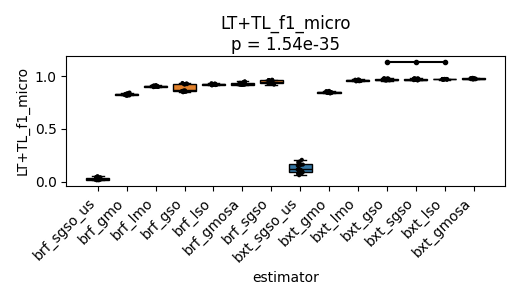 LT+TL_f1_micro
p = 1.54e-35
LT+TL_f1_micro
1.0
0.5
0.0
brf_sgso_us
brf_gmo
brf_lmo
brf_gso
brf_lso
brf_gmosa
brf_sgso
bxt_sgso_us
bxt_gmo
bxt_lmo
bxt_gso
bxt_sgso
bxt_lso
bxt_gmosa
estimator